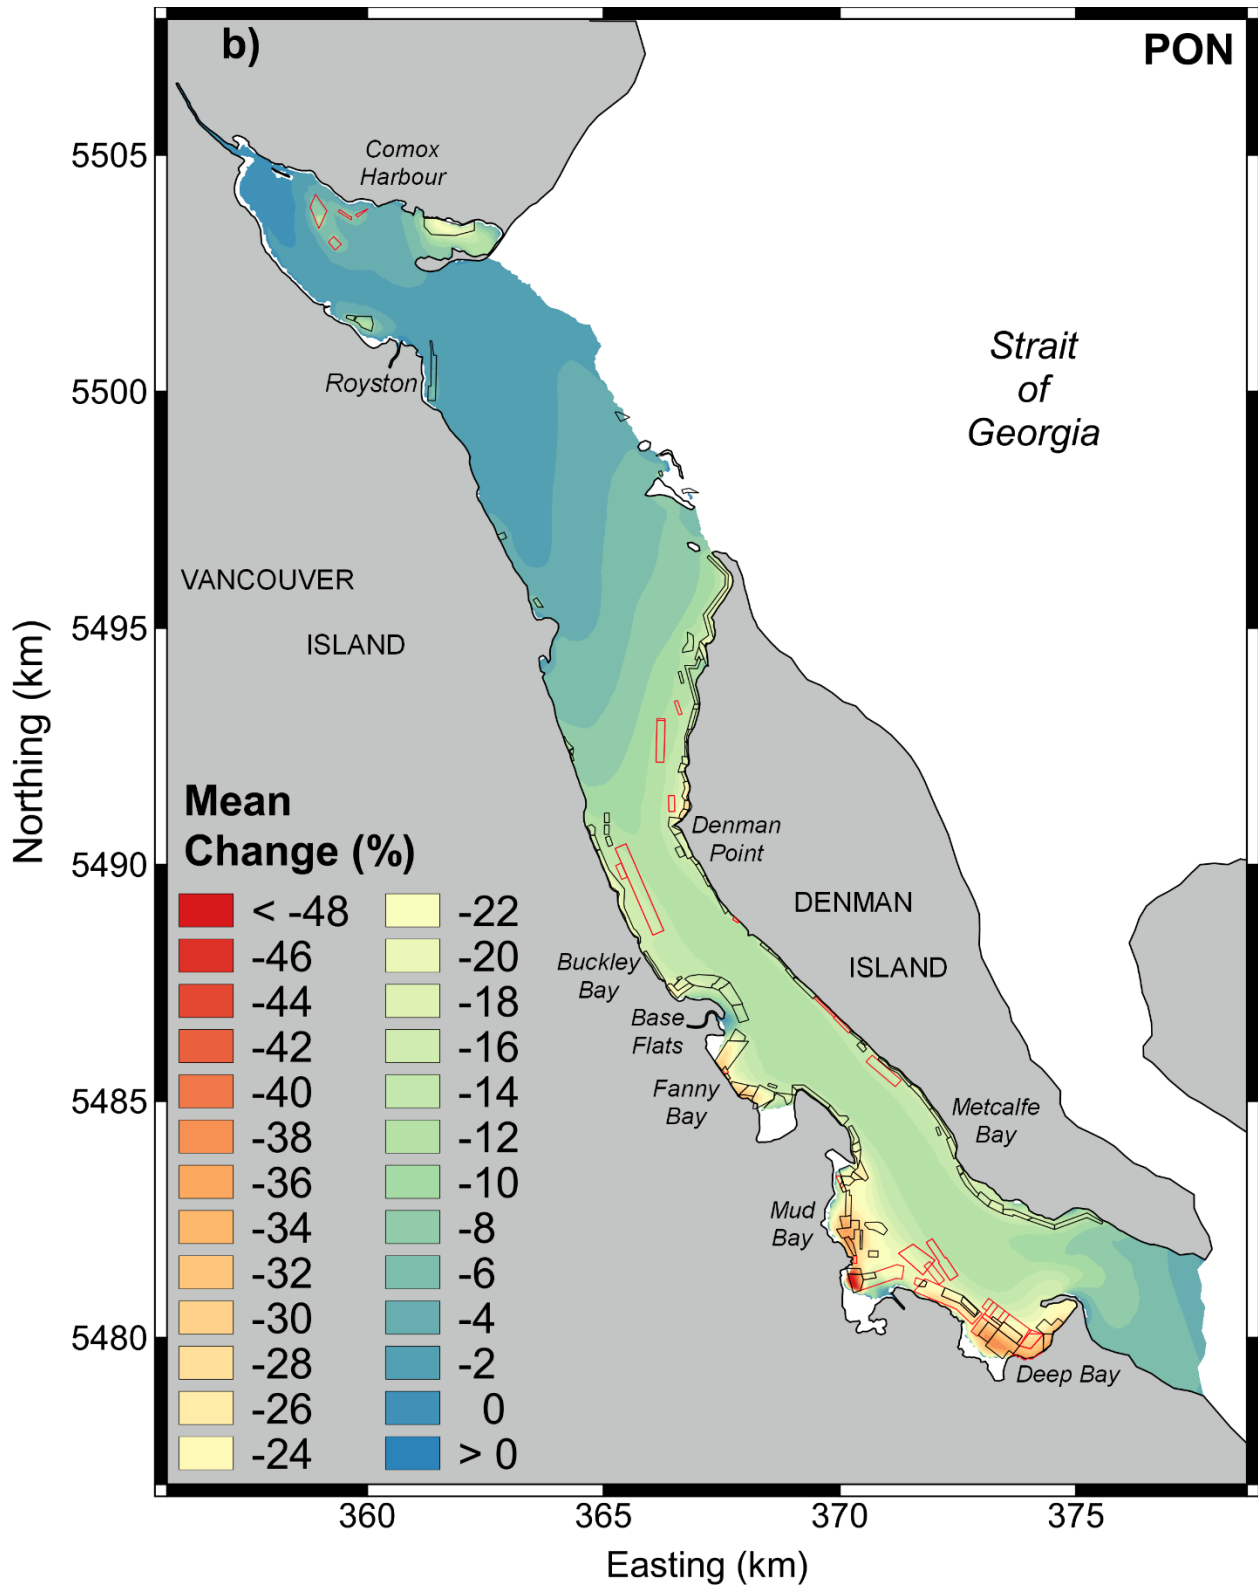 b)
PON
Comox
Harbour
5505
Strait
of
Georgia
Royston
5500
VANCOUVER
ISLAND
5495
Northing (km)
Mean
Change (%)
Denman
Point
5490
< -48
-22
DENMAN
-46
-20
Buckley
Bay
ISLAND
-44
-18
Base
Flats
-42
-16
Fanny
Bay
5485
Metcalfe
Bay
-40
-14
-38
-12
-36
-10
Mud
Bay
-34
-8
-32
-6
-30
-4
5480
Deep Bay
-28
-2
-26
0
-24
> 0
360
365
370
375
Easting (km)